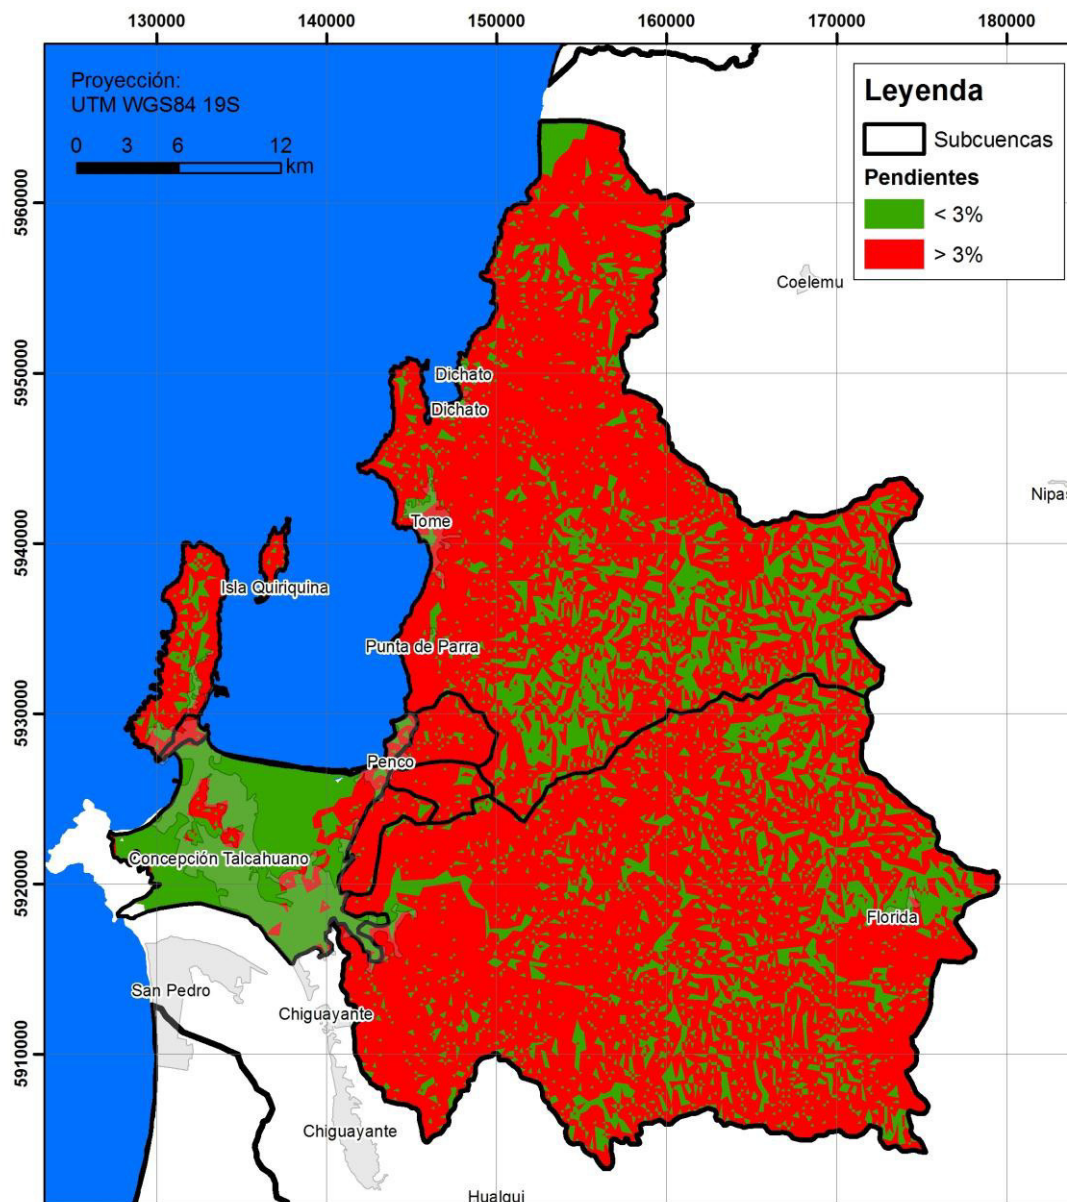 130000 140000 150000 160000 170000 180000
Proyección:
UTM WGS84 19S
0 3 6 12
km
Leyenda
Subcuencas
Pendientes
< 3%
> 3%
5960000
5950000
5940000
5930000
5920000
5910000
Coelemu
Dichato
Dichato
Nipas
Tome
Isla Quiriquina
Punta de Parra
Penco
Concepción Talcahuano
Florida
San Pedro
Chiguayante
Chiguayante
Hualqui